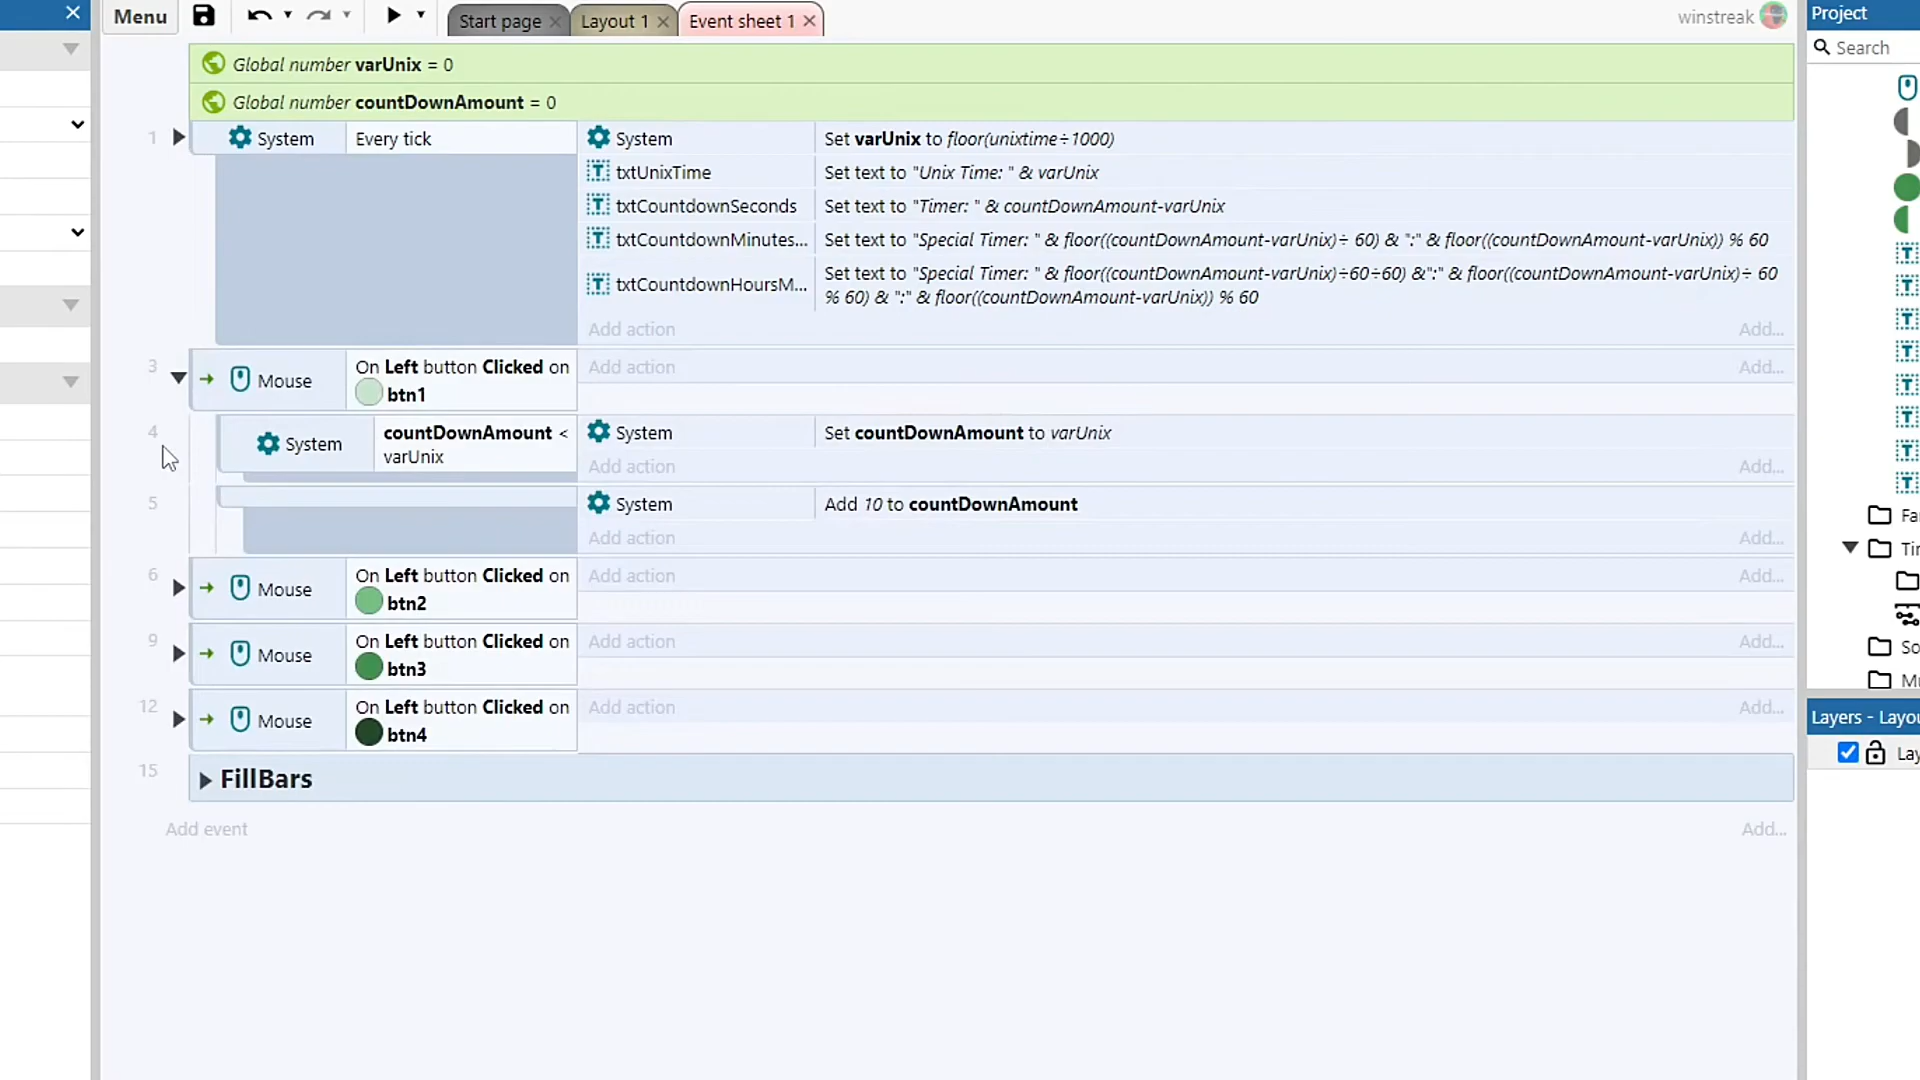 Menu
Start page
Layout 1
Event sheet 1
winstreak
Project
Search
Global number varUnix = 0
Global number countDownAmount = 0
1 System Every tick System Set varUnix to floor(unixtime÷1000)
txtUnixTime Set text to "Unix Time: " & varUnix
txtCountdownSeconds Set text to "Timer: " & countDownAmount-varUnix
txtCountdownMinutes... Set text to "Special Timer: " & floor((countDownAmount-varUnix)÷ 60) & ":" & floor((countDownAmount-varUnix)) % 60
txtCountdownHoursM... Set text to "Special Timer: " & floor((countDownAmount-varUnix)÷60÷60) &":" & floor((countDownAmount-varUnix)÷ 60
% 60) & ":" & floor((countDownAmount-varUnix)) % 60
Add action Add...
3 Mouse On Left button Clicked on
btn1
Add action Add...
4 System countDownAmount <
varUnix
System Set countDownAmount to varUnix
Add action Add...
5 System Add 10 to countDownAmount
Add action Add...
6 Mouse On Left button Clicked on
btn2
Add action Add...
9 Mouse On Left button Clicked on
btn3
Add action Add...
12 Mouse On Left button Clicked on
btn4
Add action Add...
15 FillBars
Add event Add...
Fa
Tir
So
Mu
Layers - Layou
Lay